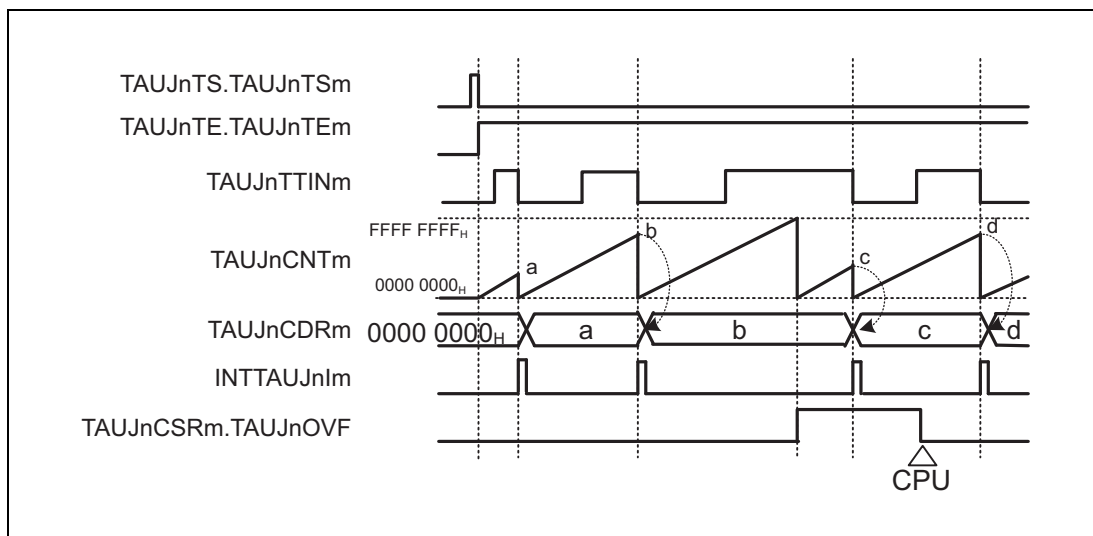 TAUJnTS.TAUJnTSm
TAUJnTE.TAUJnTEm
TAUJnTTINm
FFFF FFFFH
b
d
TAUJnCNTm
a
c
0000 0000H
TAUJnCDRm
0000 0000H
a
b
c
d
INTTAUJnIm
TAUJnCSRm.TAUJnOVF
CPU